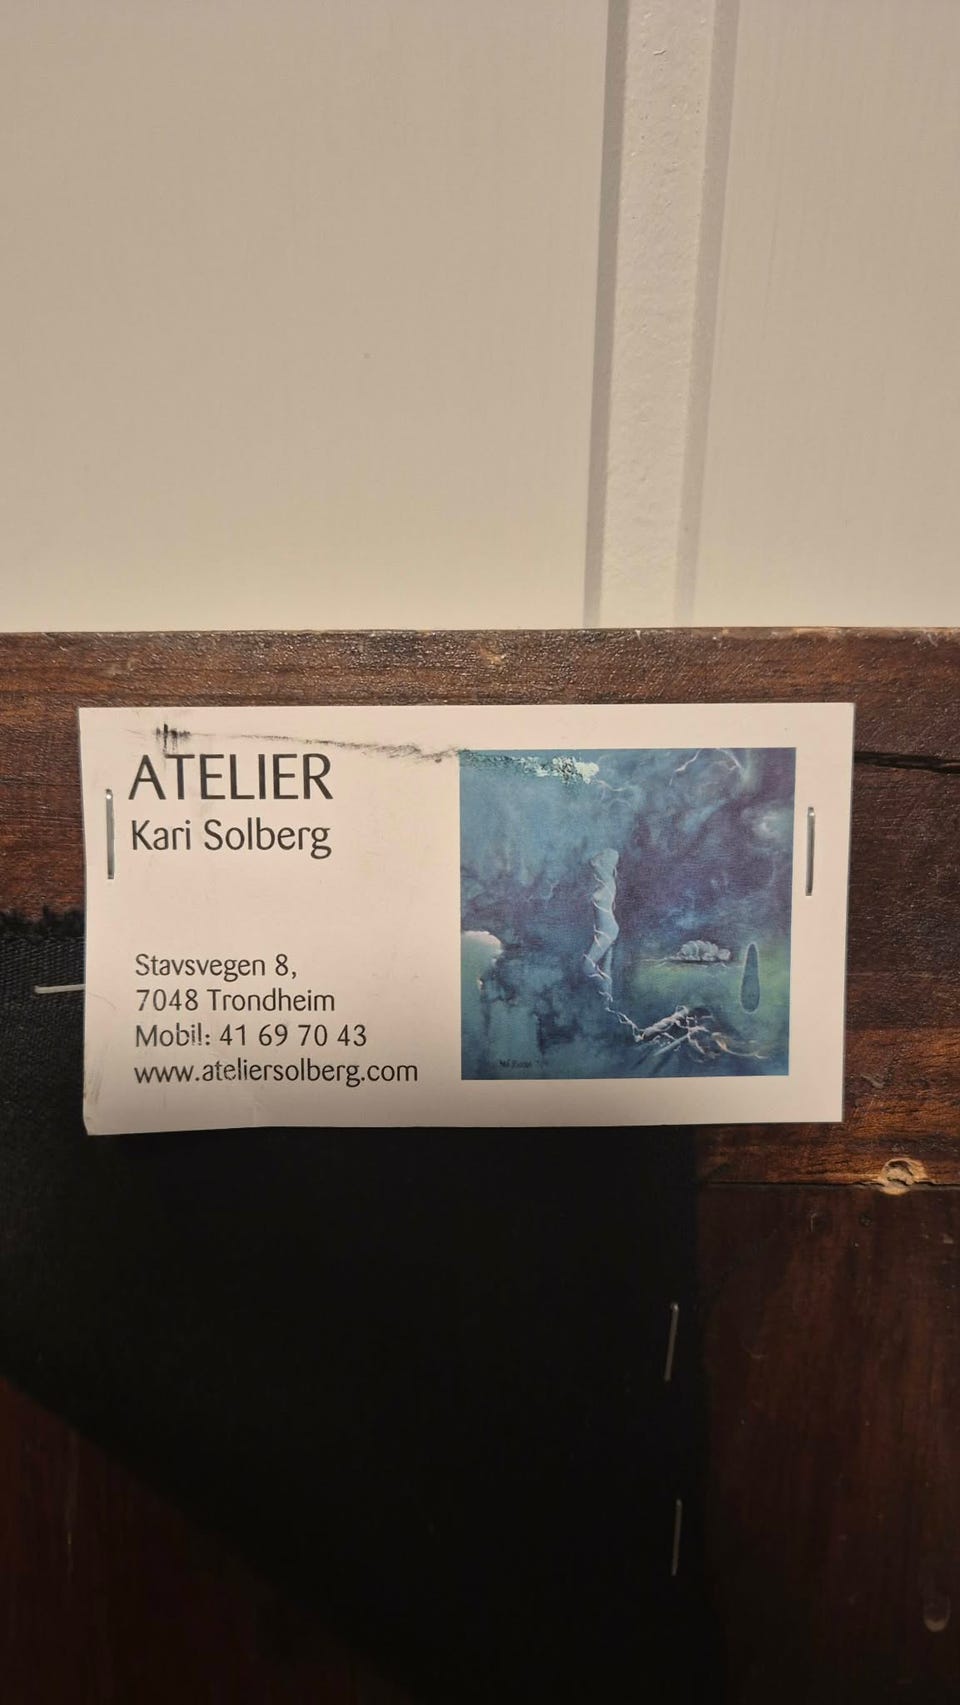 ATELIER
Kari Solberg
Stavsvegen 8,
7048 Trondheim
Mobil: 41 69 70 43
www.ateliersolberg.com